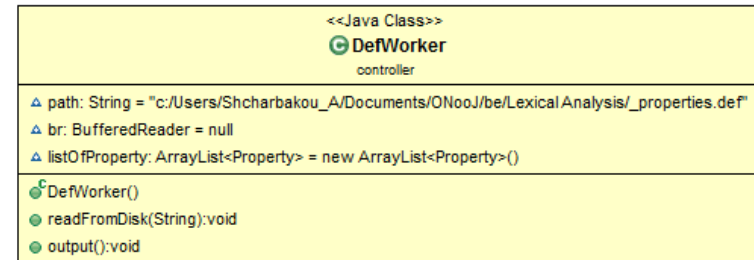 <<Java Class>>
DefWorker
controller
path: String = "c:/Users/Shcharbakou_A/Documents/ONooJ/be/Lexical Analysis/_properties.def"
br: BufferedReader = null
listOfProperty: ArrayList<Property> = new ArrayList<Property>()
DefWorker()
readFromDisk(String):void
output():void